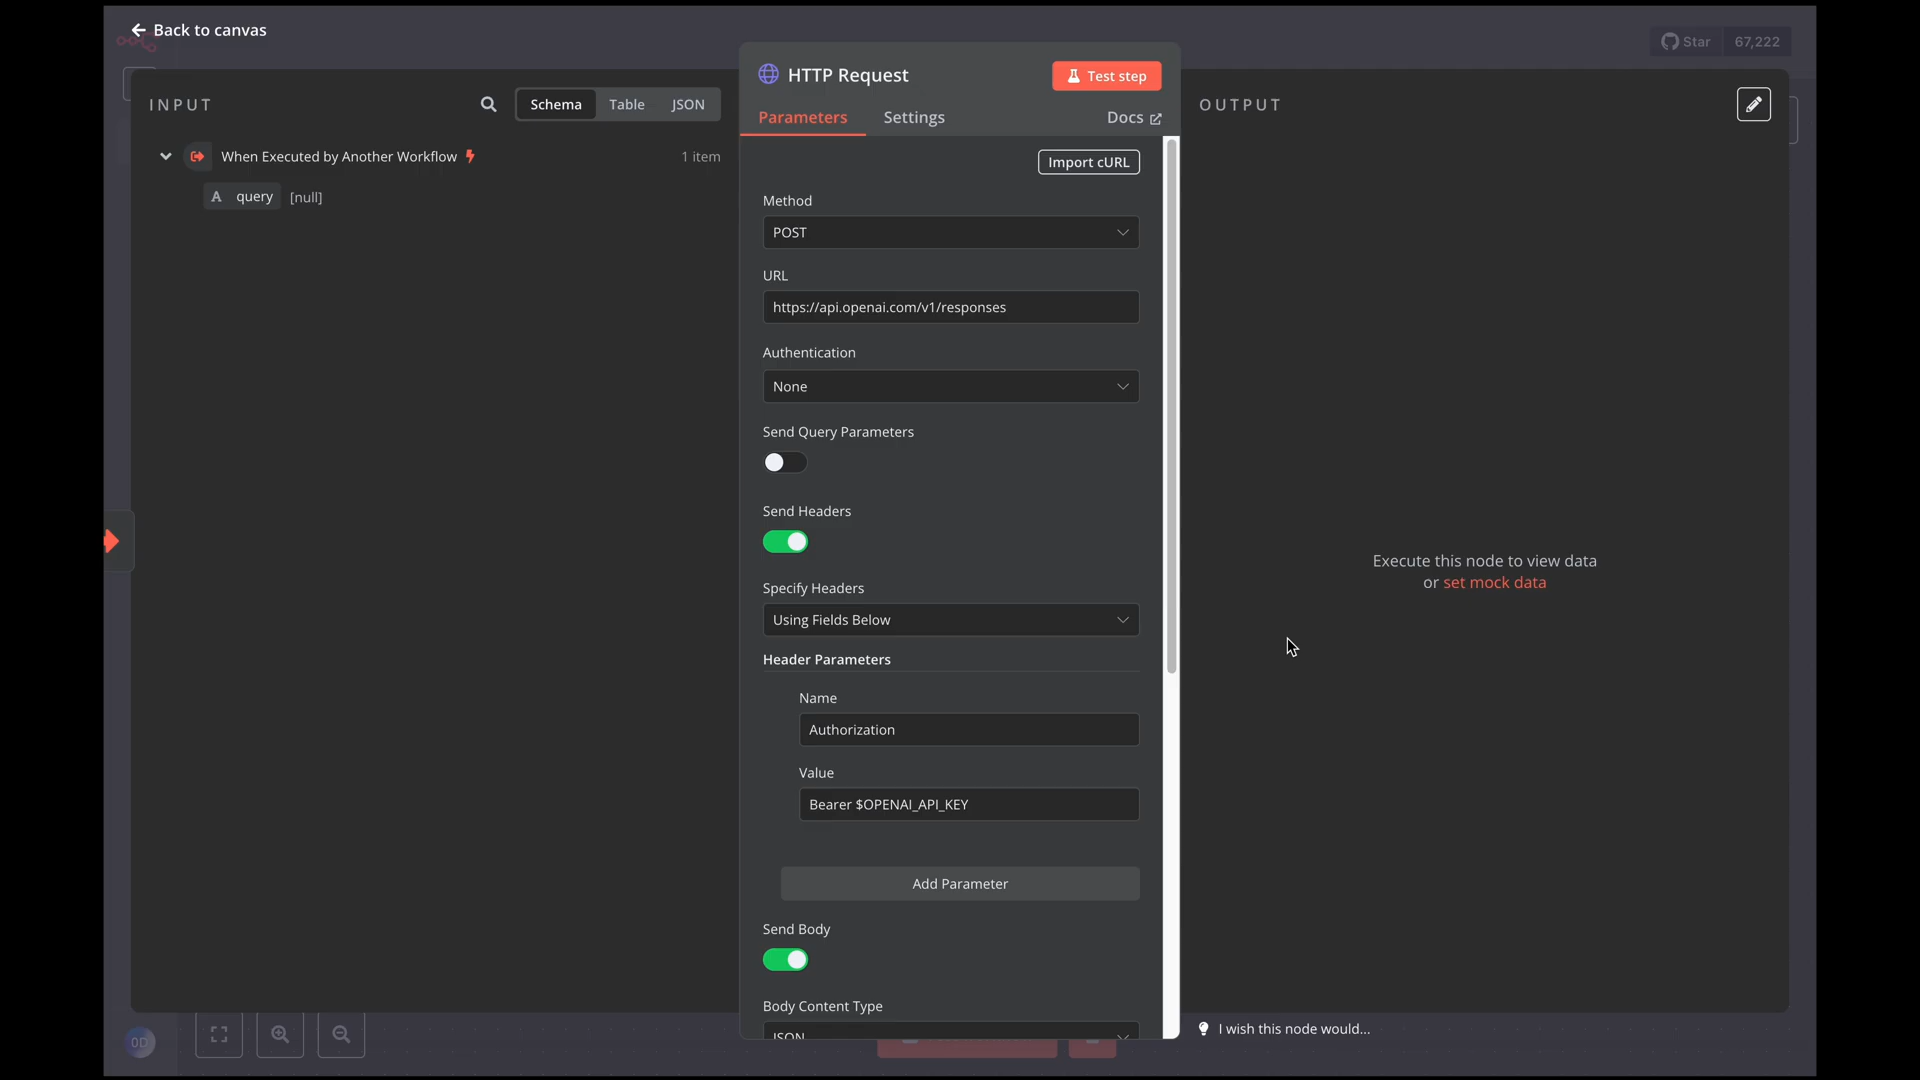 Back to canvas
Star 67,222
INPUT
Schema Table JSON
When Executed by Another Workflow 1 item
A query [null]
HTTP Request
Test step
Parameters Settings Docs
Import cURL
Method
POST
URL
https://api.openai.com/v1/responses
Authentication
None
Send Query Parameters
Send Headers
Specify Headers
Using Fields Below
Header Parameters
Name
Authorization
Value
Bearer $OPENAI_API_KEY
Add Parameter
Send Body
Body Content Type
JSON
OUTPUT
Execute this node to view data
or set mock data
I wish this node would...
0D